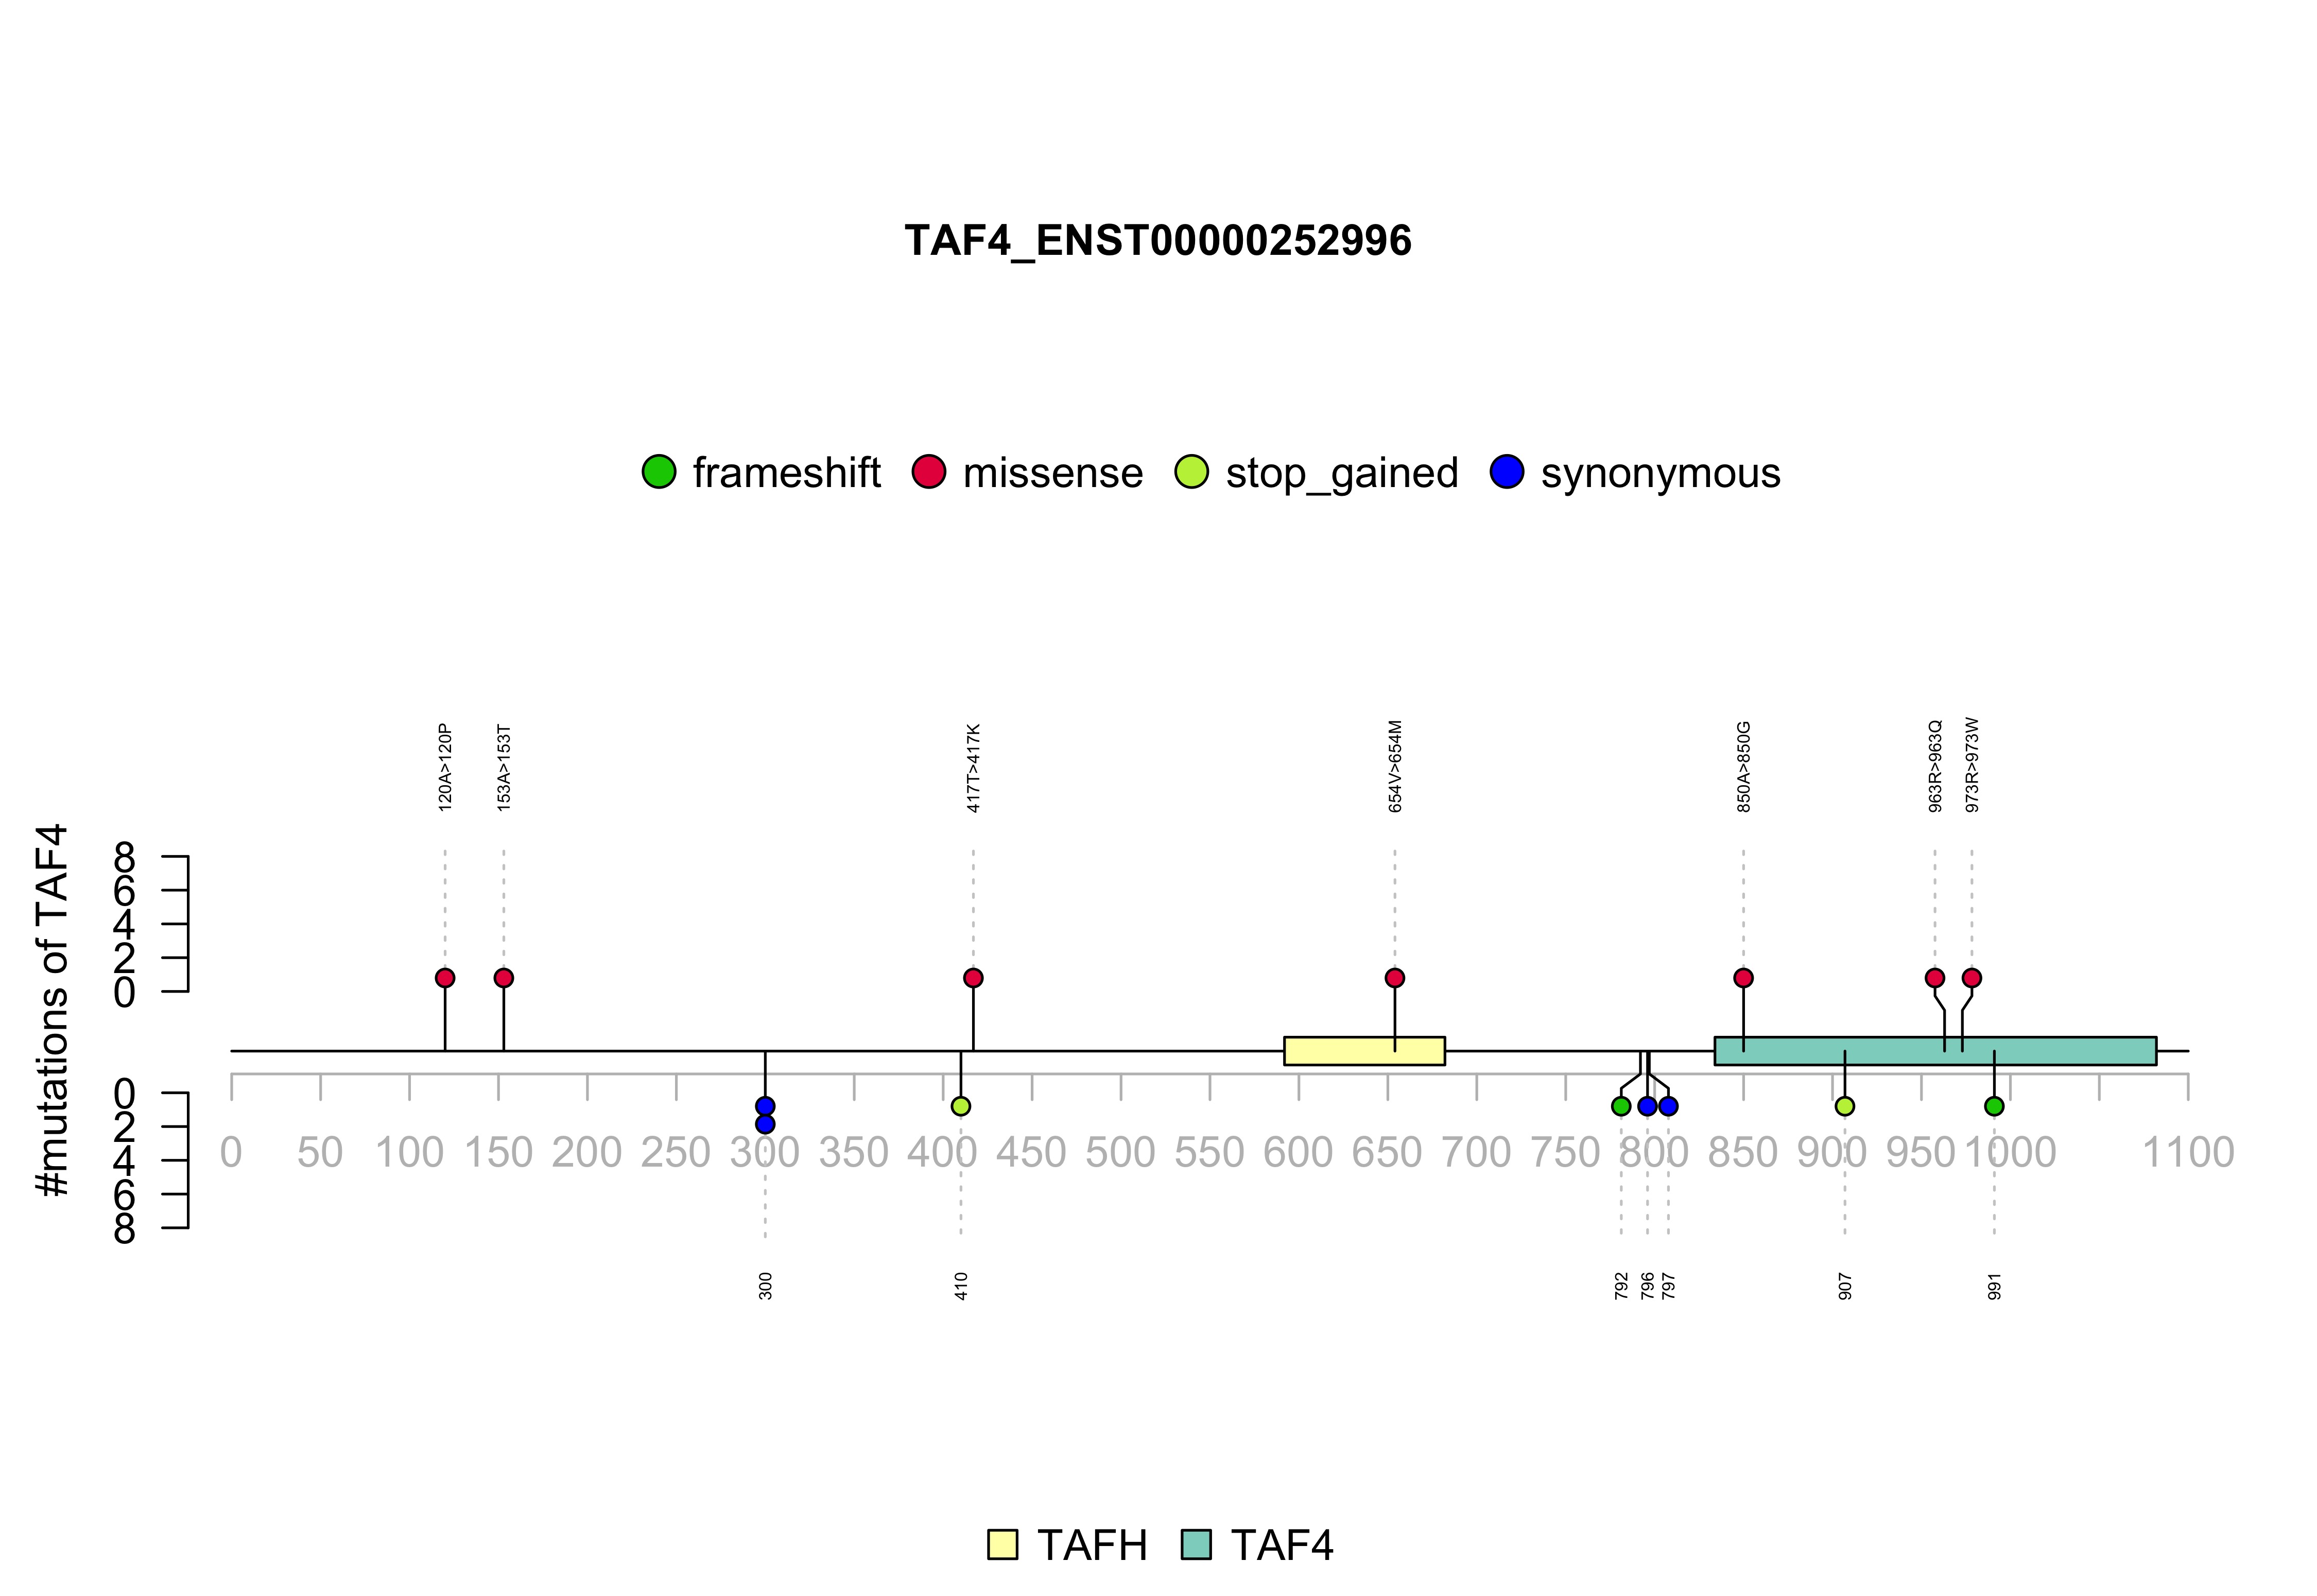 TAF4_ENST00000252996
frameshift missense stop_gained synonymous
120A>120P 153A>153T 417T>417K 654V>654M 850A>850G 963R>963Q 973R>973W
#mutations of TAF4
8
6
4
2
0
0
2
4
6
8
0 50 100 150 200 250 300 350 400 450 500 550 600 650 700 750 800 850 900 950 1000 1100
300 410 792 796 797 907 991
TAFH TAF4